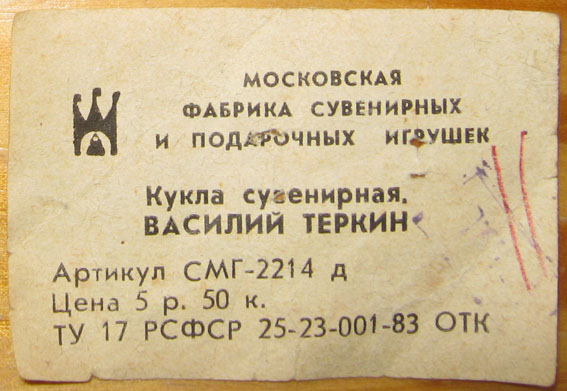 МОСКОВСКАЯ
ФАБРИКА СУВЕНИРНЫХ
И ПОДАРОЧНЫХ ИГРУШЕК
Кукла сувенирная.
ВАСИЛИЙ ТЕРКИН
Артикул СМГ-2214 д
Цена 5 р. 50 к.
ТУ 17 РСФСР 25-23-001-83 ОТК